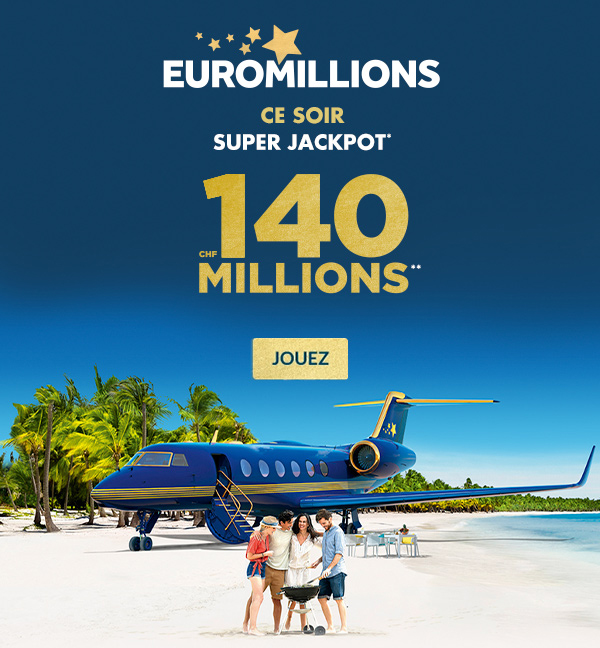 EUROMILLIONS
CE SOIR
SUPER JACKPOT*
CHF 140
MILLIONS**
JOUEZ